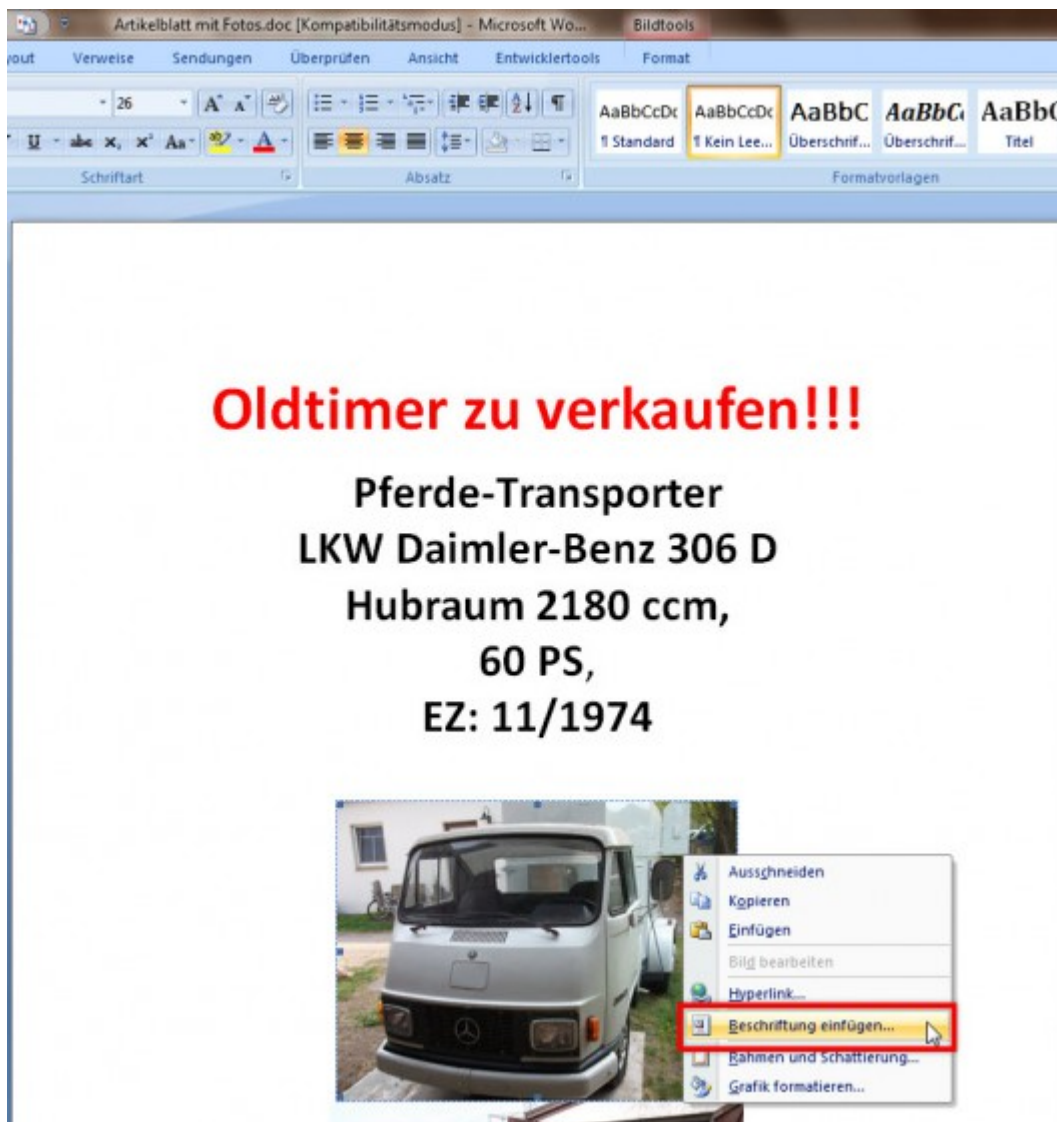 Artikelblatt mit Fotos.doc [Kompatibilitätsmodus] - Microsoft Wo... Bildtools
yout Verweise Sendungen Überprüfen Ansicht Entwicklertools Format
26
AaBbCcDc AaBbCcDc AaBbC AaBbC AaBb
¶ Standard ¶ Kein Lee... Überschrif... Überschrif... Titel
Schriftart Absatz Formatvorlagen
Oldtimer zu verkaufen!!!
Pferde-Transporter
LKW Daimler-Benz 306 D
Hubraum 2180 ccm,
60 PS,
EZ: 11/1974
Ausschneiden
Kopieren
Einfügen
Bild bearbeiten
Hyperlink...
Beschriftung einfügen...
Rahmen und Schattierung...
Grafik formatieren...